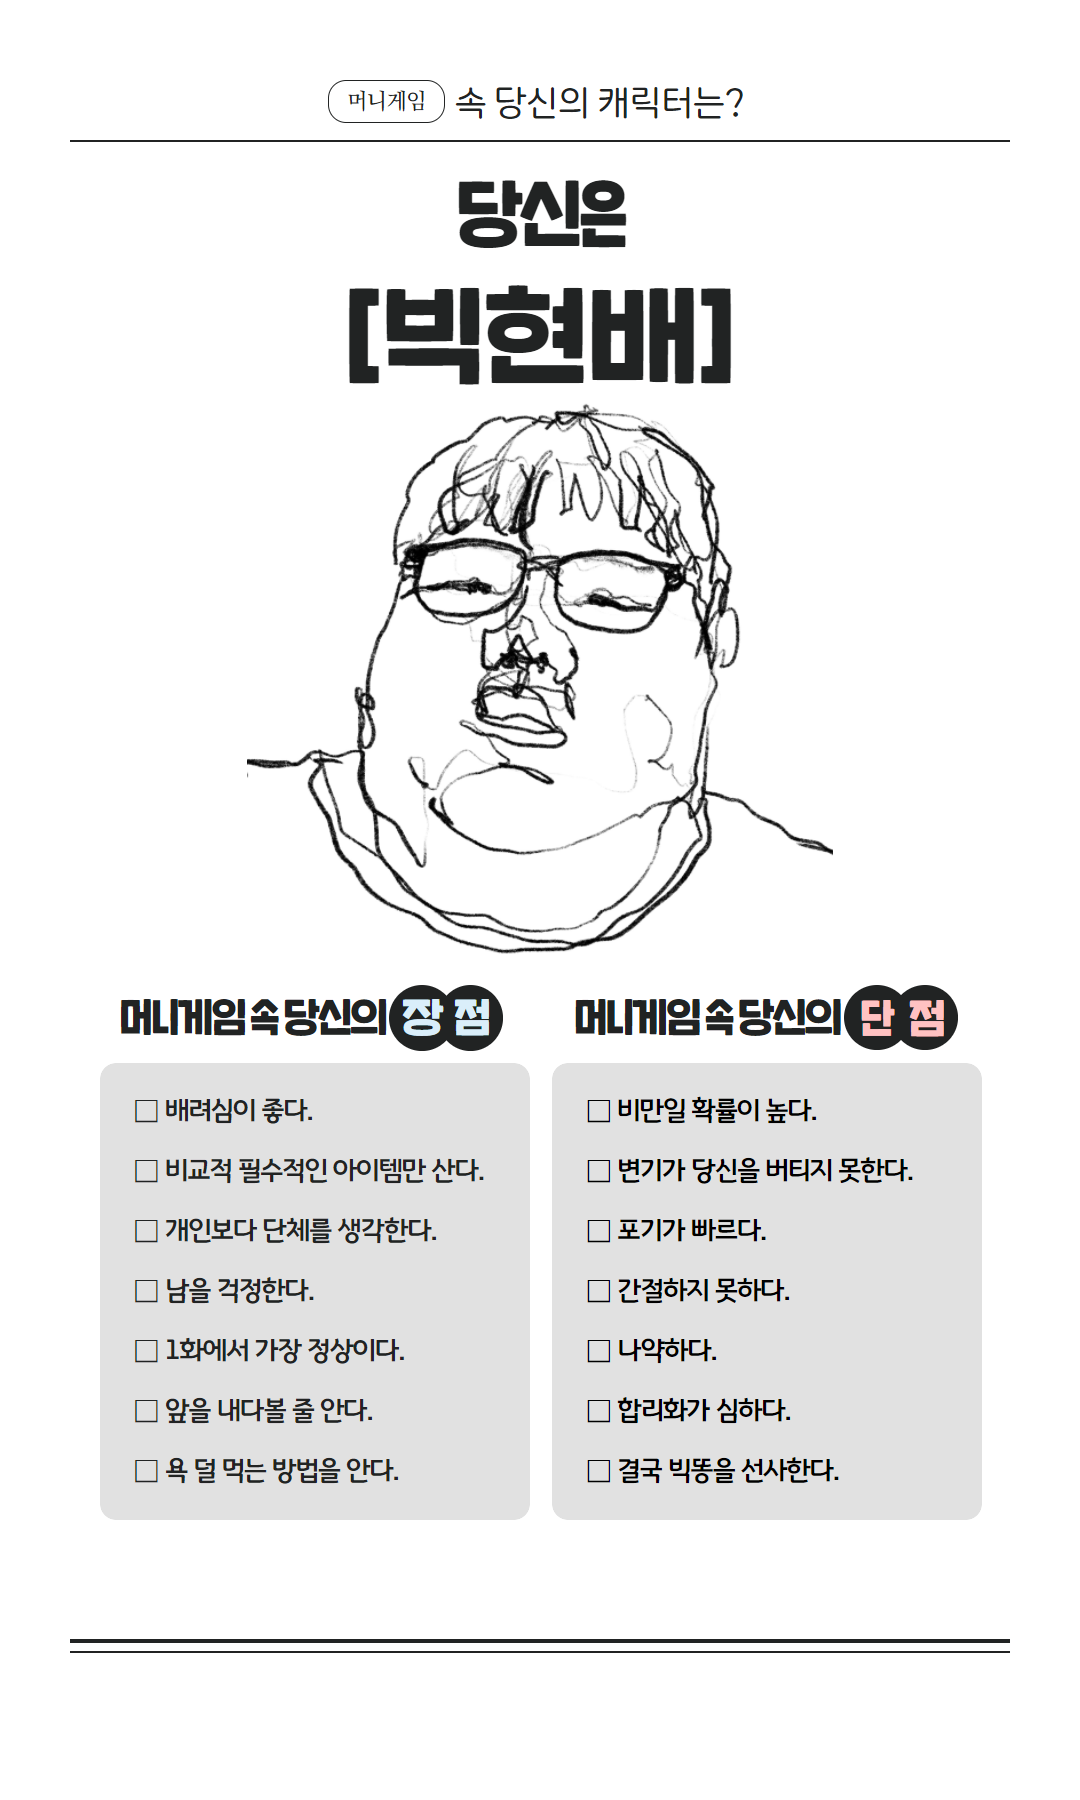 머니게임 속 당신의 캐릭터는?
당신은
[빅현배]
머니게임 속 당신의 장점
□ 배려심이 좋다.
□ 비교적 필수적인 아이템만 산다.
□ 개인보다 단체를 생각한다.
□ 남을 걱정한다.
□ 1화에서 가장 정상이다.
□ 앞을 내다볼 줄 안다.
□ 욕 덜 먹는 방법을 안다.
머니게임 속 당신의 단점
□ 비만일 확률이 높다.
□ 변기가 당신을 버티지 못한다.
□ 포기가 빠르다.
□ 간절하지 못하다.
□ 나약하다.
□ 합리화가 심하다.
□ 결국 빅똥을 선사한다.